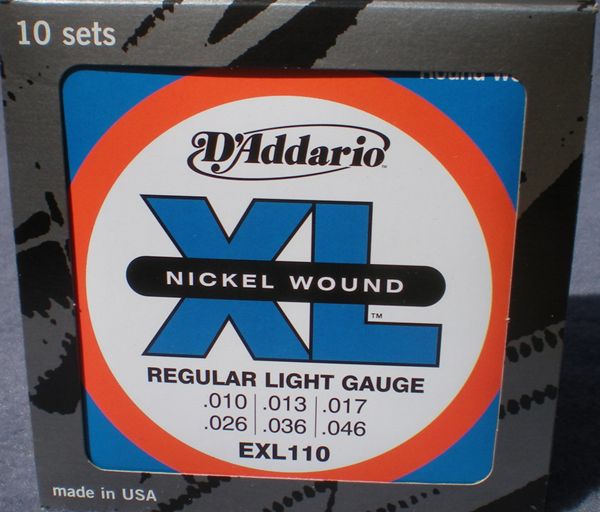 10 sets
D'Addario
XL
NICKEL WOUND
TM
REGULAR LIGHT GAUGE
.010 .013 .017
.026 .036 .046
EXL110
made in USA